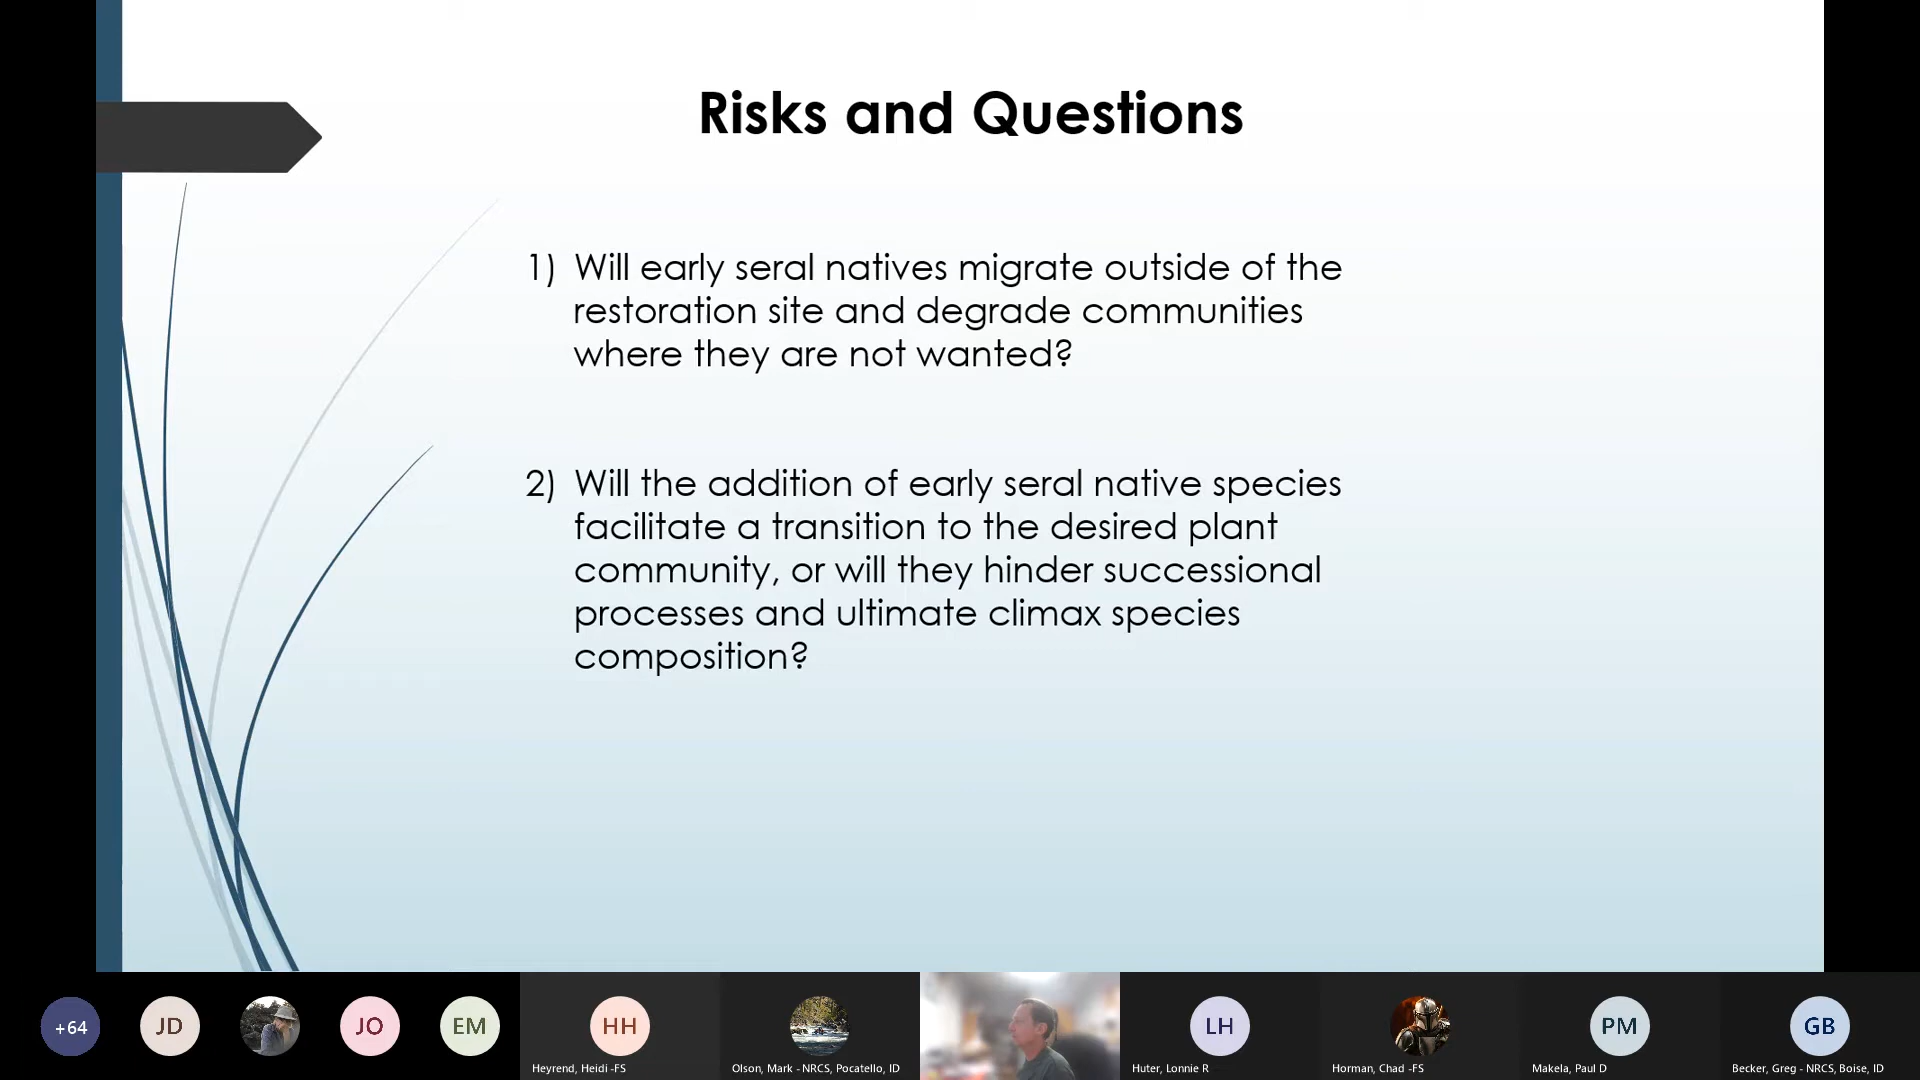 Risks and Questions
1) Will early seral natives migrate outside of the
restoration site and degrade communities
where they are not wanted?
2) Will the addition of early seral native species
facilitate a transition to the desired plant
community, or will they hinder successional
processes and ultimate climax species
composition?
+64
JD
JO
EM
HH
LH
PM
GB
Heyrend, Heidi -FS
Olson, Mark - NRCS, Pocatello, ID
Huter, Lonnie R
Horman, Chad -FS
Makela, Paul D
Becker, Greg - NRCS, Boise, ID